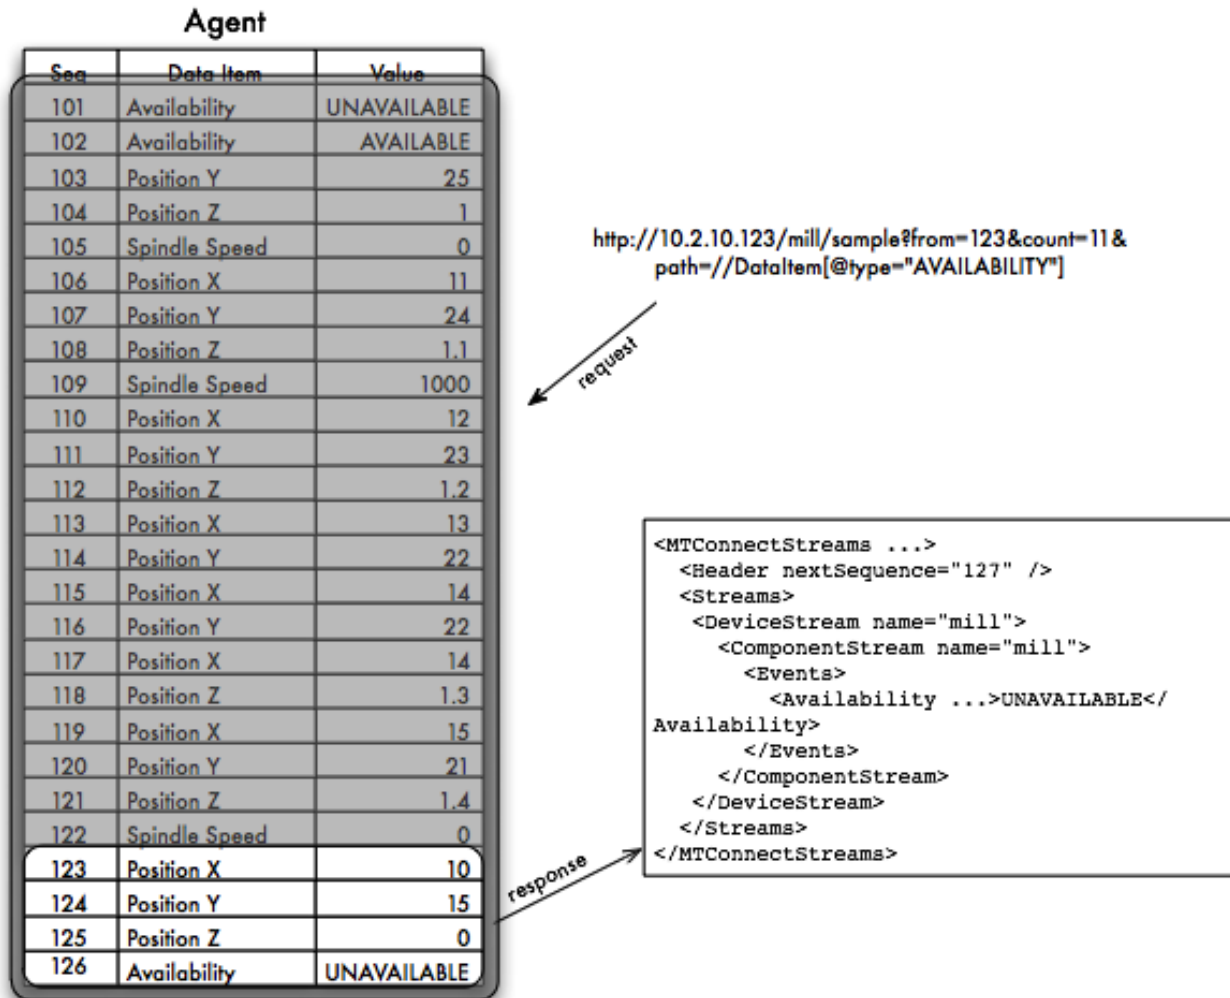 Agent
Seq Data Item Value
101 Availability UNAVAILABLE
102 Availability AVAILABLE
103 Position Y 25
104 Position Z 1
105 Spindle Speed 0
106 Position X 11
107 Position Y 24
108 Position Z 1.1
109 Spindle Speed 1000
110 Position X 12
111 Position Y 23
112 Position Z 1.2
113 Position X 13
114 Position Y 22
115 Position X 14
116 Position Y 22
117 Position X 14
118 Position Z 1.3
119 Position X 15
120 Position Y 21
121 Position Z 1.4
122 Spindle Speed 0
123 Position X 10
124 Position Y 15
125 Position Z 0
126 Availability UNAVAILABLE
http://10.2.10.123/mill/sample?from=123&count=11&
path=//DataItem[@type="AVAILABILITY"]
request
response
<MTConnectStreams ...>
<Header nextSequence="127" />
<Streams>
<DeviceStream name="mill">
<ComponentStream name="mill">
<Events>
<Availability ...>UNAVAILABLE</
Availability>
</Events>
</ComponentStream>
</DeviceStream>
</Streams>
</MTConnectStreams>